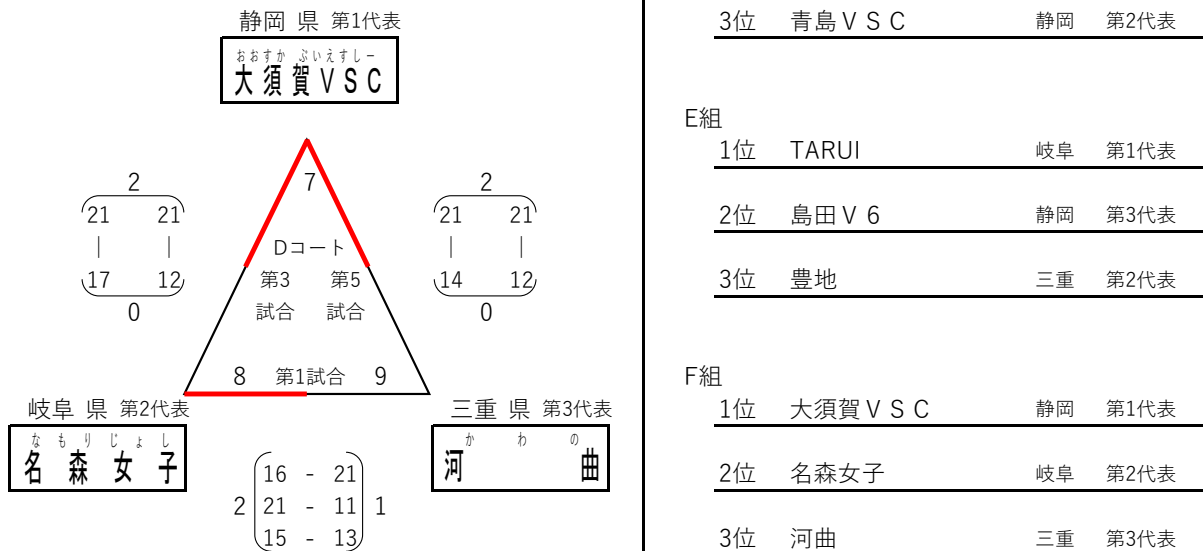 静岡 県 第1代表
おおすか ぶいえすしー
大須賀VSC
7
2
21 21
| |
17 12
0
2
21 21
| |
14 12
0
Dコート
第3 第5
試合 試合
8 第1試合 9
岐阜 県 第2代表
なもりじょし
名森女子
三重 県 第3代表
かわの
河曲
16 - 21
2 21 - 11 1
15 - 13
3位 青島ＶＳＣ 静岡 第2代表
E組
1位 TARUI 岐阜 第1代表
2位 島田Ｖ６ 静岡 第3代表
3位 豊地 三重 第2代表
F組
1位 大須賀ＶＳＣ 静岡 第1代表
2位 名森女子 岐阜 第2代表
3位 河曲 三重 第3代表